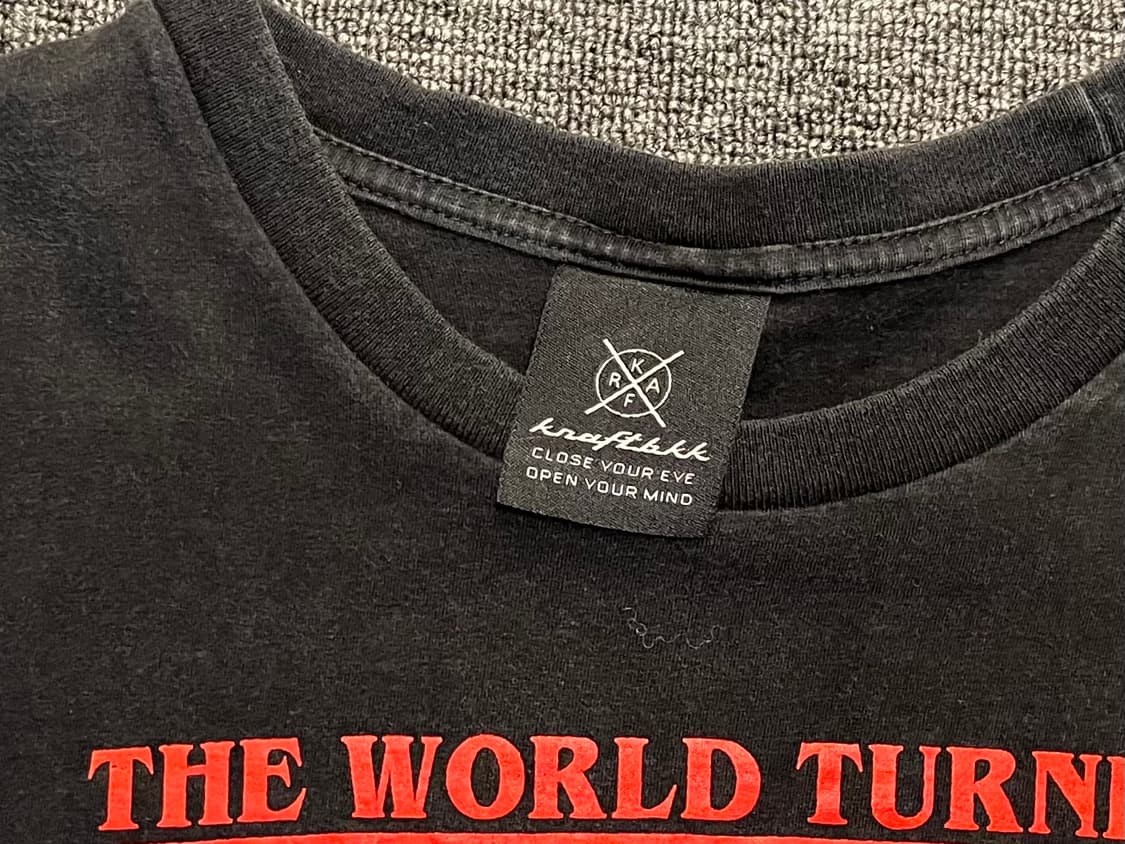 K
R A
F
kraftbkk
CLOSE YOUR EYE
OPEN YOUR MIND
THE WORLD TURN